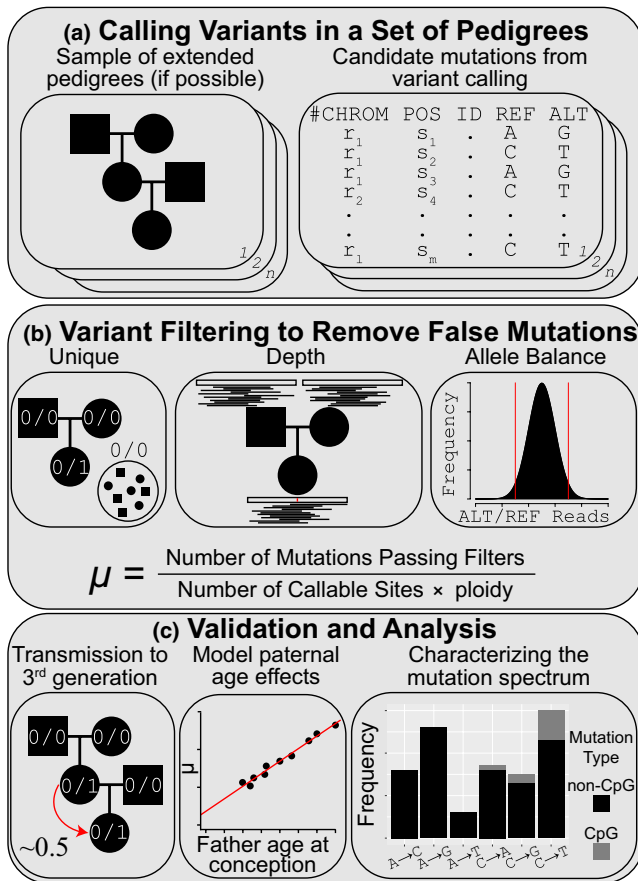 (a) Calling Variants in a Set of Pedigrees
Sample of extended
pedigrees (if possible)
1
2
n
Candidate mutations from
variant calling
#CHROM POS ID REF ALT
r1 s1 . A G
r1 s2 . C T
r1 s3 . A G
r2 s4 . C T
. . . . .
. . . . .
rl sm . C T
1
2
n
(b) Variant Filtering to Remove False Mutations
Unique
0/0 0/0
0/1
0/0
Depth
Allele Balance
Frequency
ALT/REF Reads
μ = Number of Mutations Passing Filters
Number of Callable Sites × ploidy
(c) Validation and Analysis
Transmission to
3rd generation
0/0 0/0
0/1 0/0
0/1
~0.5
Model paternal
age effects
μ
Father age at
conception
Characterizing the
mutation spectrum
Frequency
A→C A→G A→T C→A C→G C→T
Mutation
Type
non-CpG
CpG